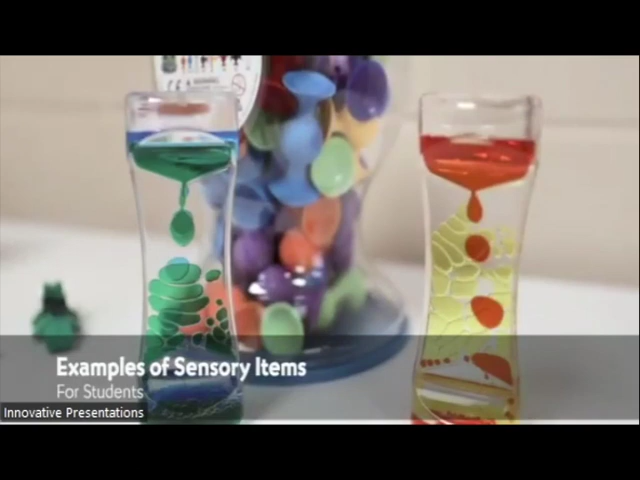 Examples of Sensory Items
For Students
Innovative Presentations